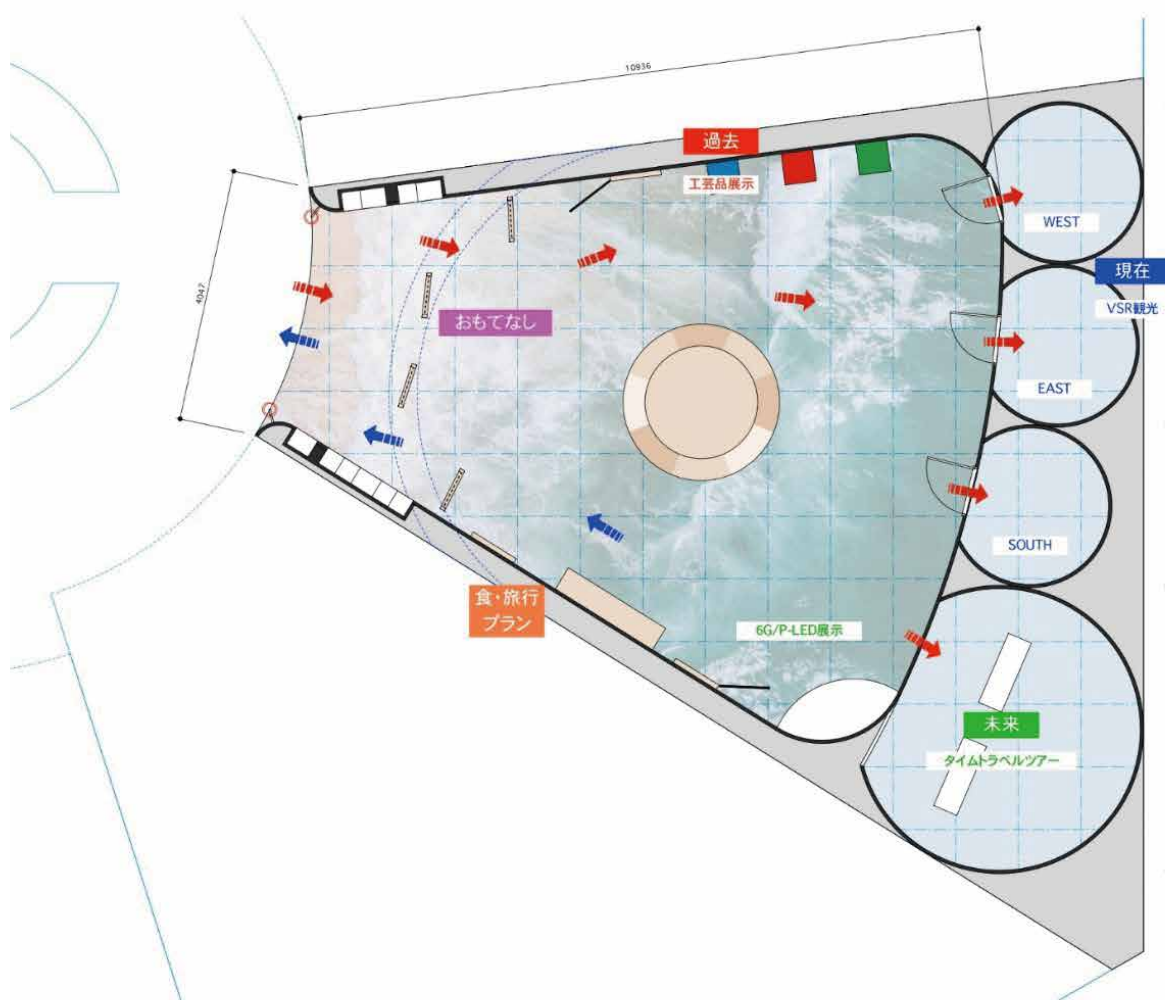 10936
過去
工芸品展示
WEST
現在
VSR観光
4047
おもてなし
EAST
SOUTH
食・旅行
プラン
6G/P-LED展示
未来
タイムトラベルツアー